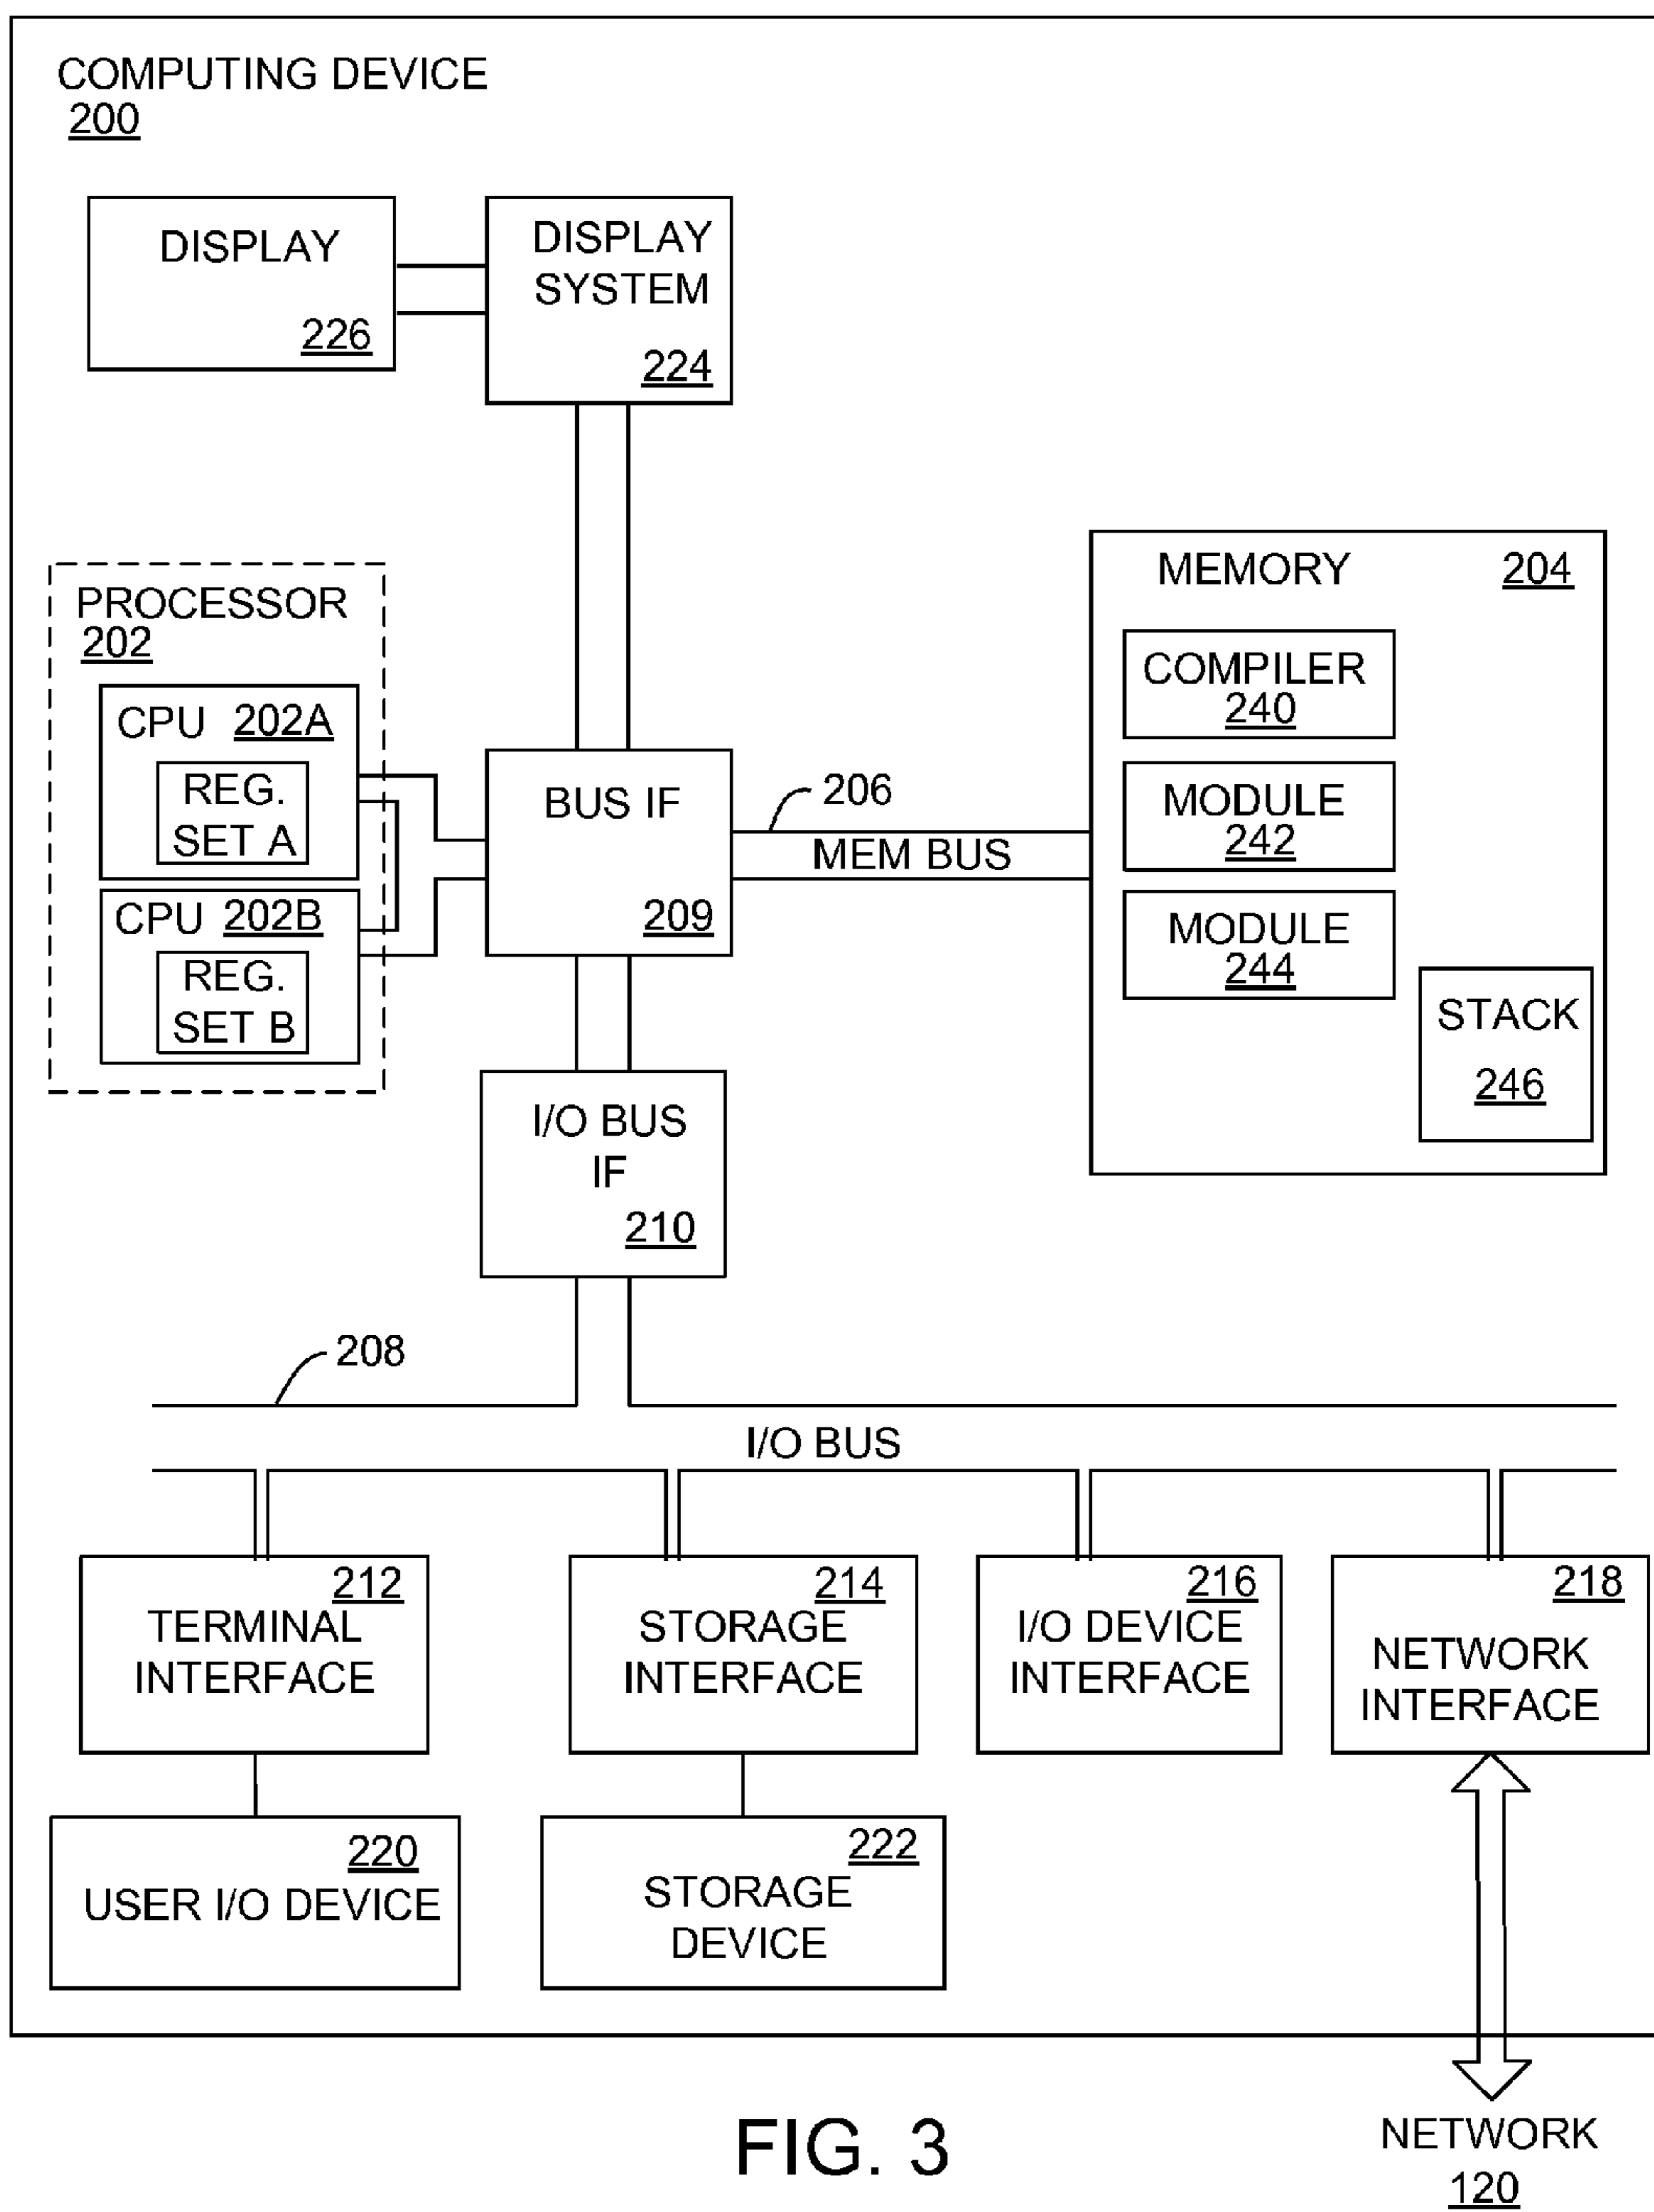 COMPUTING DEVICE
200
DISPLAY
226
DISPLAY
SYSTEM
224
PROCESSOR
202
CPU 202A
REG.
SET A
CPU 202B
REG.
SET B
BUS IF
209
206
MEM BUS
MEMORY 204
COMPILER
240
MODULE
242
MODULE
244
STACK
246
I/O BUS
IF
210
208
I/O BUS
212
TERMINAL
INTERFACE
214
STORAGE
INTERFACE
216
I/O DEVICE
INTERFACE
218
NETWORK
INTERFACE
220
USER I/O DEVICE
222
STORAGE
DEVICE
NETWORK
120
FIG. 3